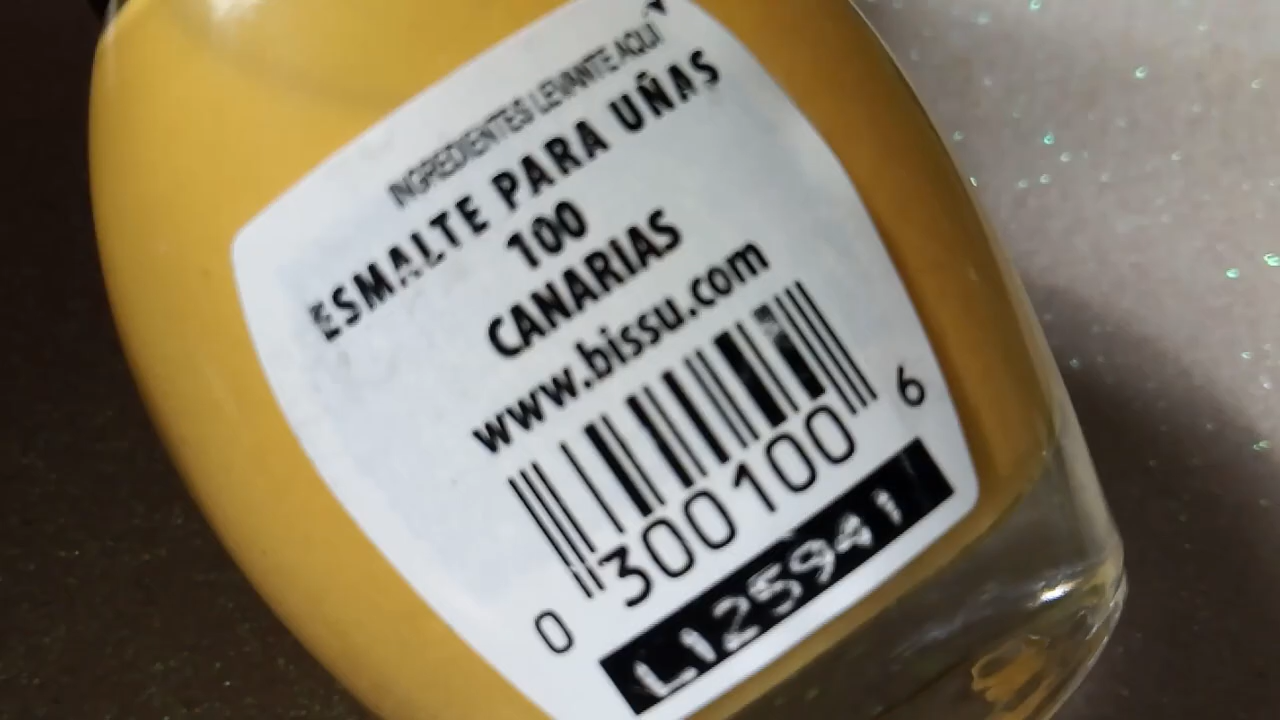 INGREDIENTES LEVANTE AQUÍ
ESMALTE PARA UÑAS
100
CANARIAS
www.bissu.com
0 300100 6
L125941